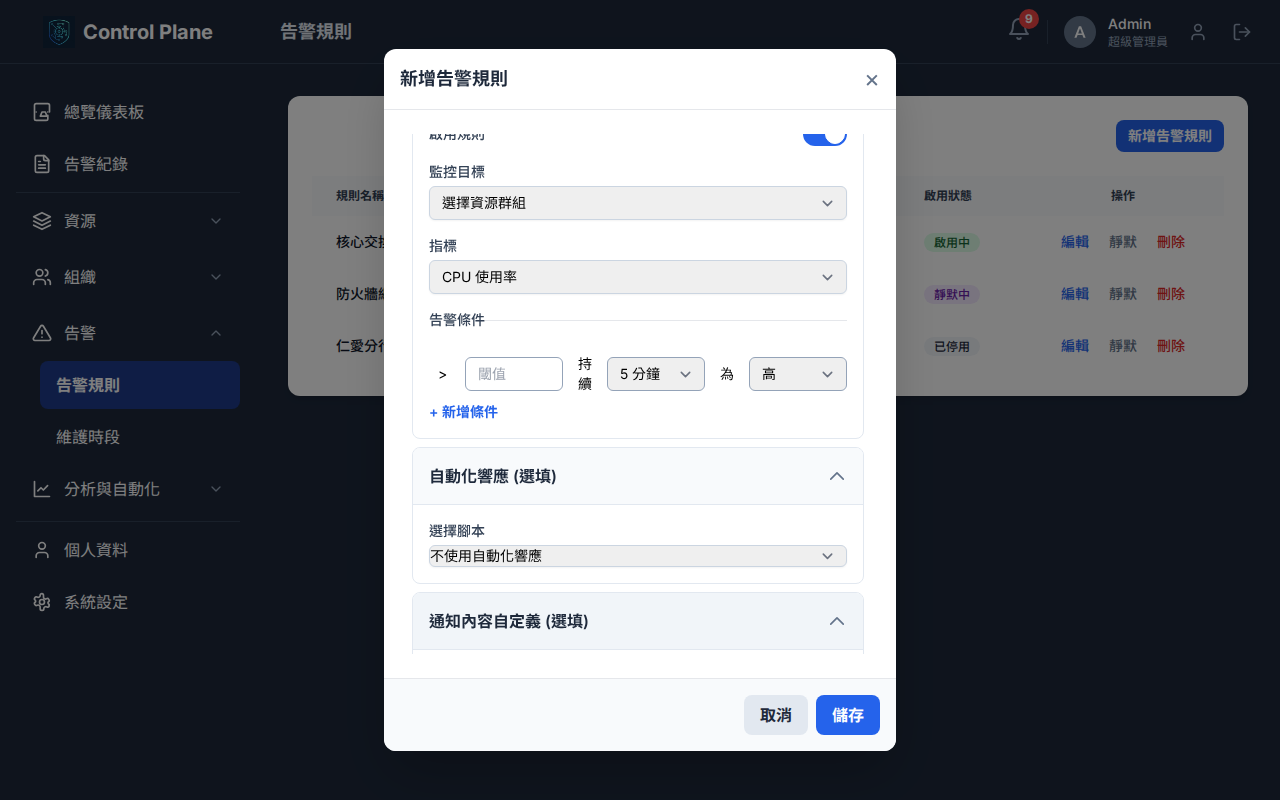 Control Plane
告警規則
9
A
Admin
超級管理員
總覽儀表板
告警紀錄
資源
組織
告警
告警規則
維護時段
分析與自動化
個人資料
系統設定
新增告警規則
規則名稱
啟用狀態
操作
核心交換
啟用中
編輯
靜默
刪除
防火牆
靜默中
編輯
靜默
刪除
仁愛分行
已停用
編輯
靜默
刪除
新增告警規則
啟用規則
監控目標
選擇資源群組
指標
CPU 使用率
告警條件
>
閾值
持續
5 分鐘
為
高
+ 新增條件
自動化響應 (選填)
選擇腳本
不使用自動化響應
通知內容自定義 (選填)
取消
儲存